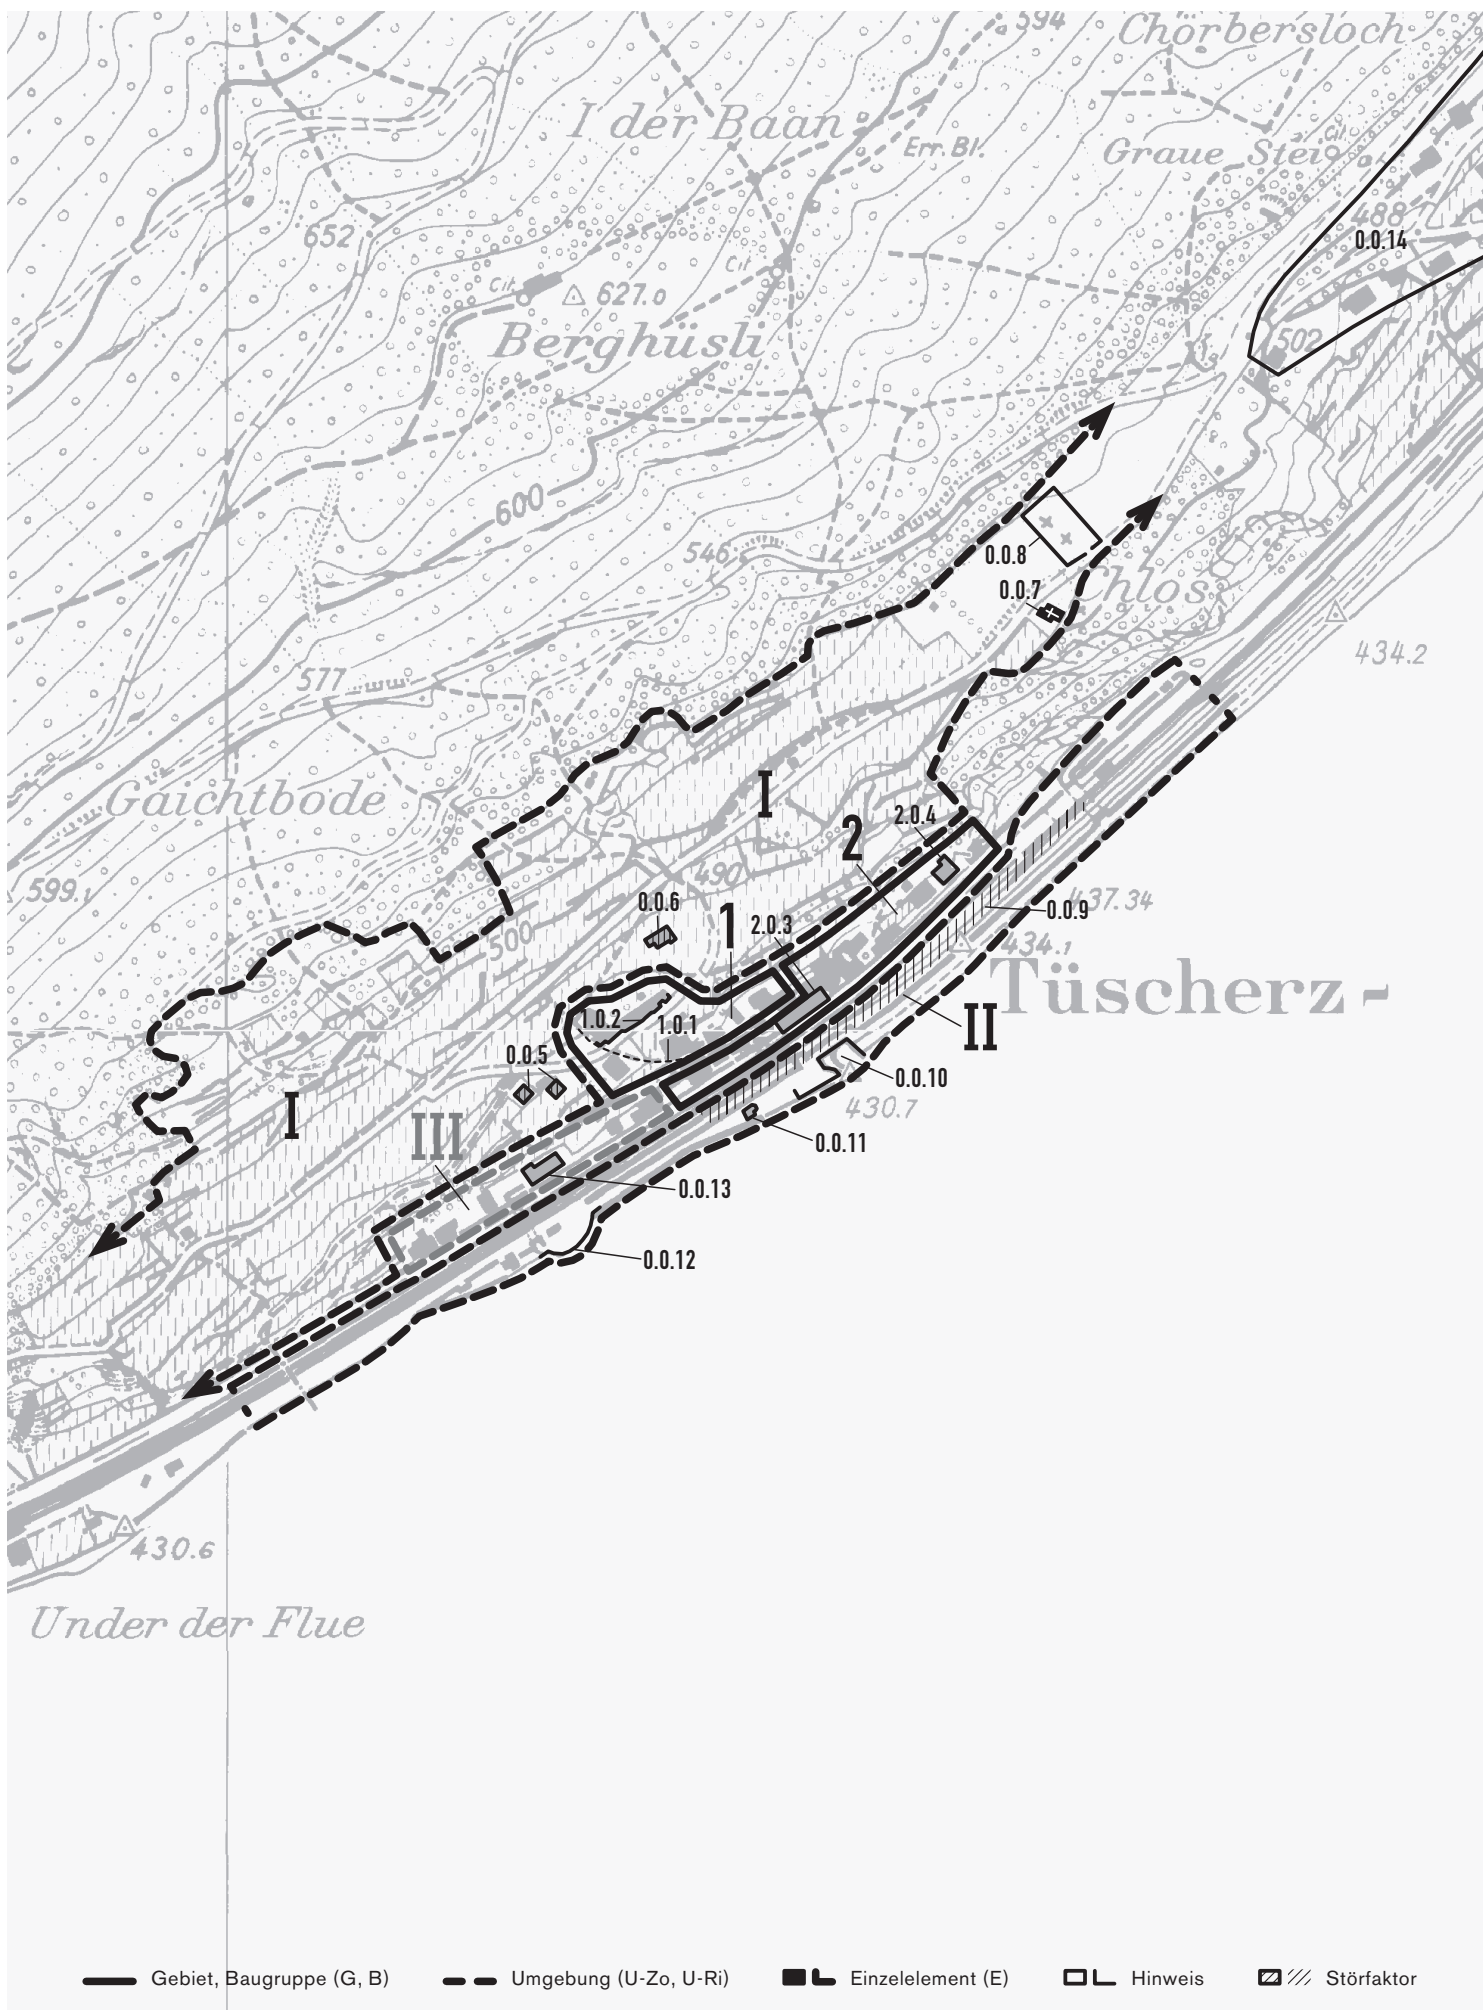 594
Chörbersloch
I der Baan
Err. Bl.
Graue Stei
Cit.
488
0.0.14
652
Cit.
Cit.
627.0
Berghüsli
502
600
546
0.0.8
0.0.7
Chlos
434.2
577
Gaichtbode
I
2.0.4
2
490
599.1
0.0.6
1
2.0.3
0.0.9
437.34
500
434.1
Tüscherz-
1.0.2
1.0.1
II
0.0.5
0.0.10
430.7
I
III
0.0.11
0.0.13
0.0.12
430.6
Under der Flue
Gebiet, Baugruppe (G, B) Umgebung (U-Zo, U-Ri) Einzelelement (E) Hinweis Störfaktor